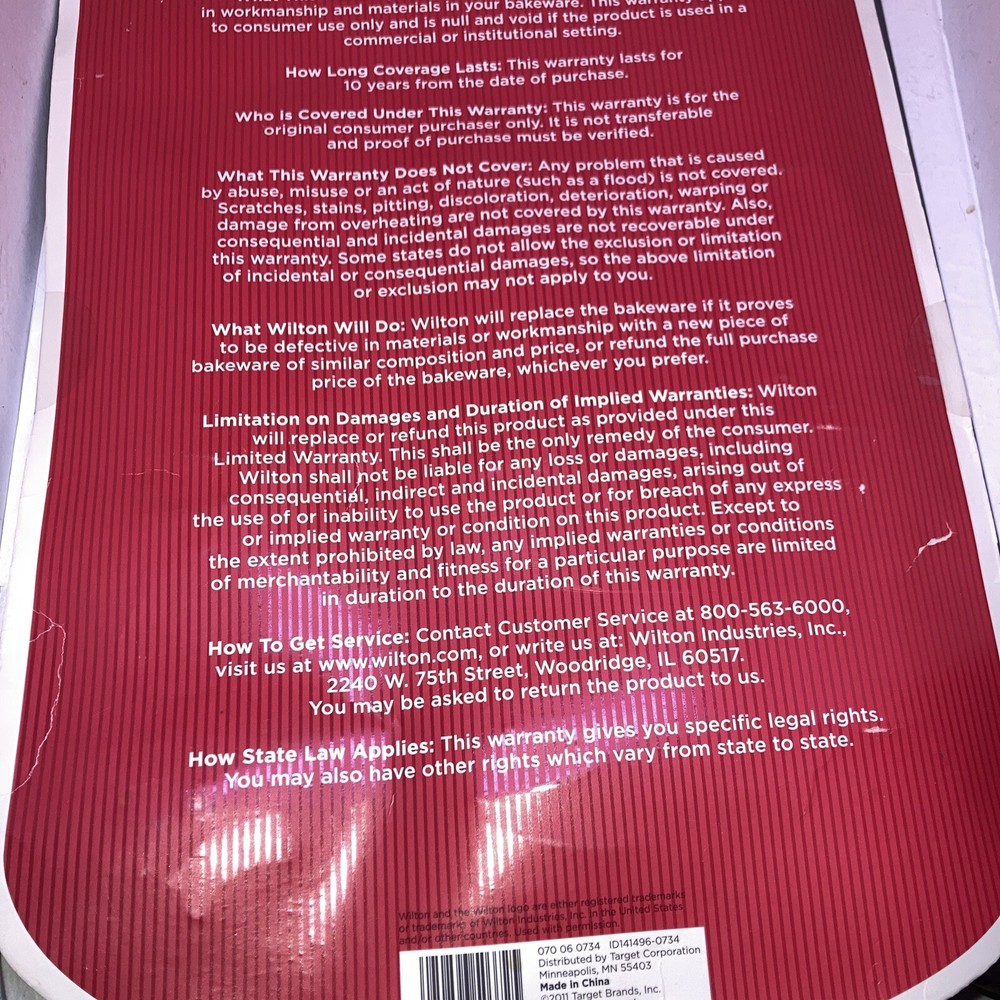 in workmanship and materials in your bakeware. This warranty
to consumer use only and is null and void if the product is used in a
commercial or institutional setting.
How Long Coverage Lasts: This warranty lasts for
10 years from the date of purchase.
Who is Covered Under This Warranty: This warranty is for the
original consumer purchaser only. It is not transferable
and proof of purchase must be verified.
What This Warranty Does Not Cover: Any problem that is caused
by abuse, misuse or an act of nature (such as a flood) is not covered.
Scratches, stains, pitting, discoloration, deterioration, warping or
damage from overheating are not covered by this warranty. Also,
consequential and incidental damages are not recoverable under
this warranty. Some states do not allow the exclusion or limitation
of incidental or consequential damages, so the above limitation
or exclusion may not apply to you.
What Wilton Will Do: Wilton will replace the bakeware if it proves
to be defective in materials or workmanship with a new piece of
bakeware of similar composition and price, or refund the full purchase
price of the bakeware, whichever you prefer.
Limitation on Damages and Duration of Implied Warranties: Wilton
will replace or refund this product as provided under this
Limited Warranty. This shall be the only remedy of the consumer.
Wilton shall not be liable for any loss or damages, including
consequential, indirect and incidental damages, arising out of
the use of or inability to use the product or for breach of any express
or implied warranty or condition on this product. Except to
the extent prohibited by law, any implied warranties or conditions
of merchantability and fitness for a particular purpose are limited
in duration to the duration of this warranty.
How To Get Service: Contact Customer Service at 800-563-6000,
visit us at www.wilton.com, or write us at: Wilton Industries, Inc.,
2240 W. 75th Street, Woodridge, IL 60517.
You may be asked to return the product to us.
How State Law Applies: This warranty gives you specific legal rights.
You may also have other rights which vary from state to state.
Wilton and the Wilton logo are either registered trademarks
or trademarks of Wilton Industries, Inc. in the United States
and/or other countries. Used with permission.
070 06 0734 ID141496-0734
Distributed by Target Corporation
Minneapolis, MN 55403
Made in China
©2011 Target Brands, Inc.